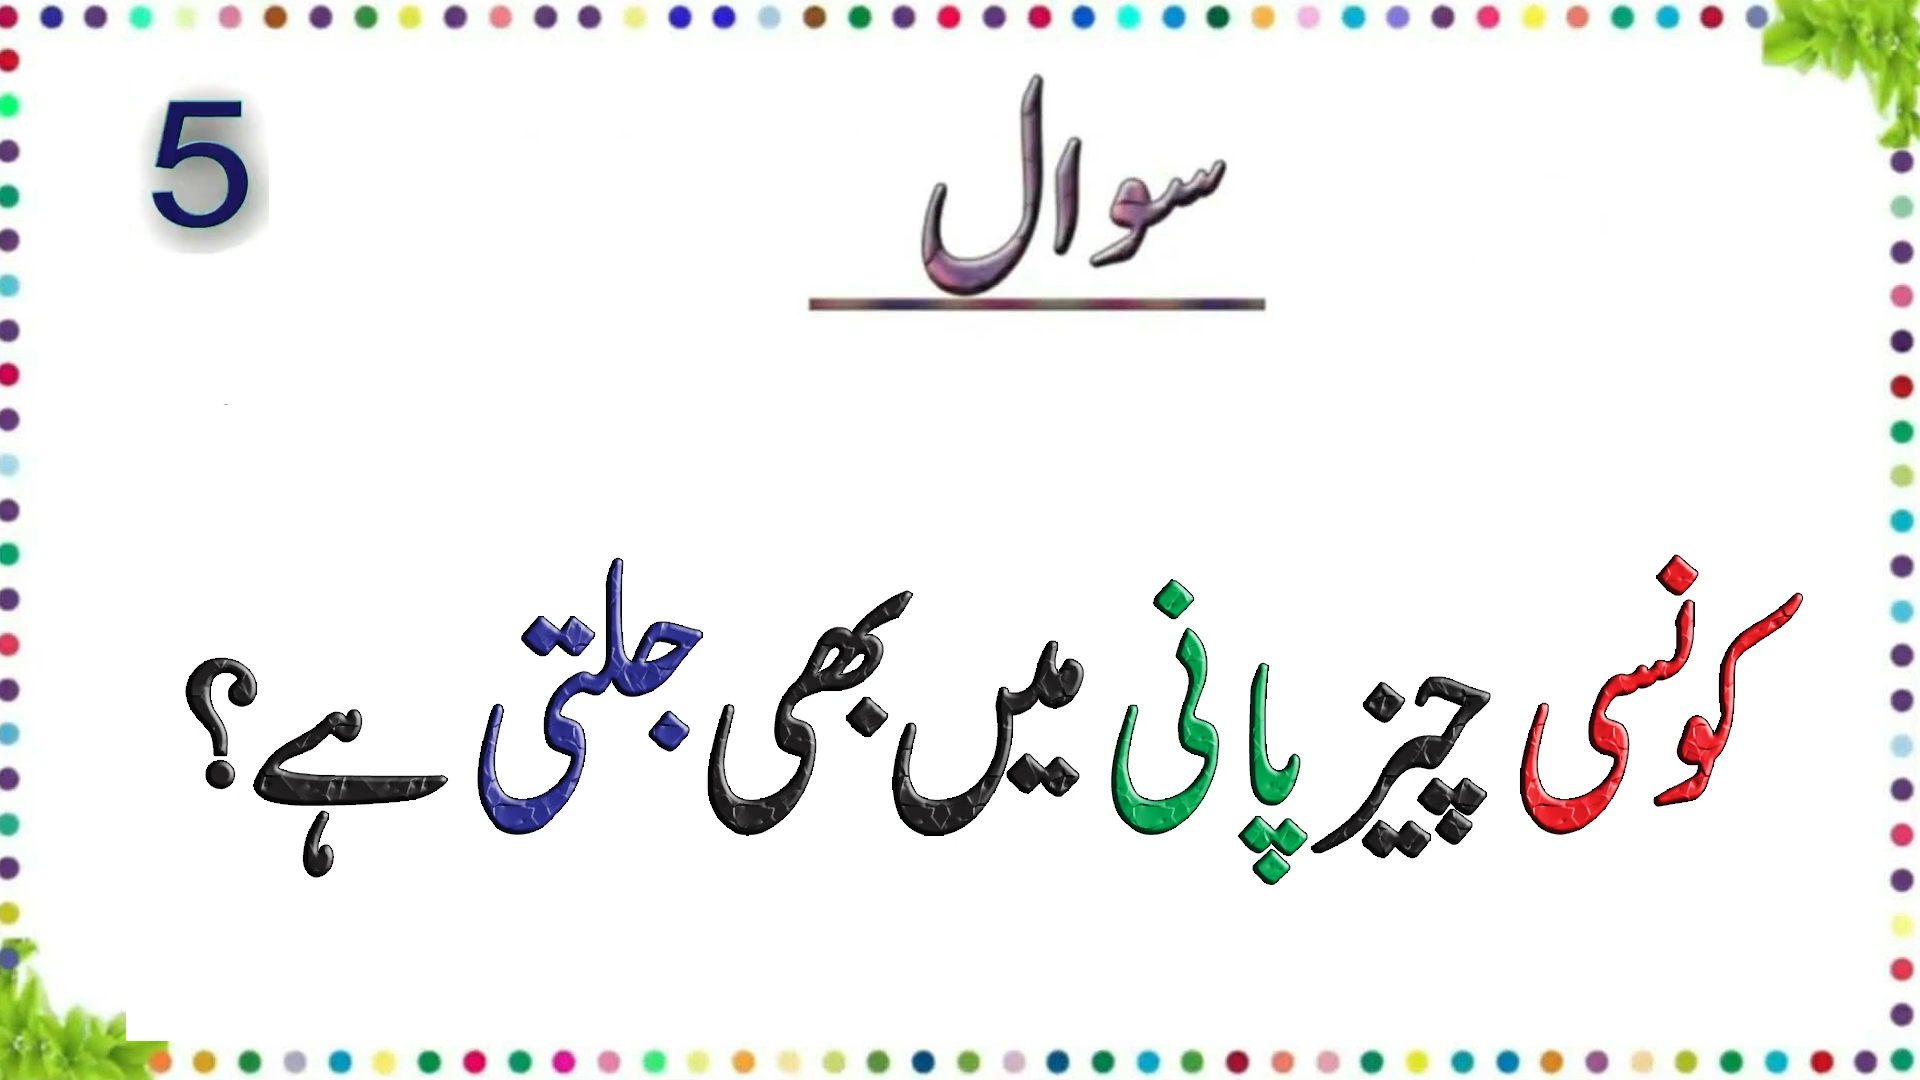 5
سوال
کونسی چیز پانی میں بھی جلتی ہے؟